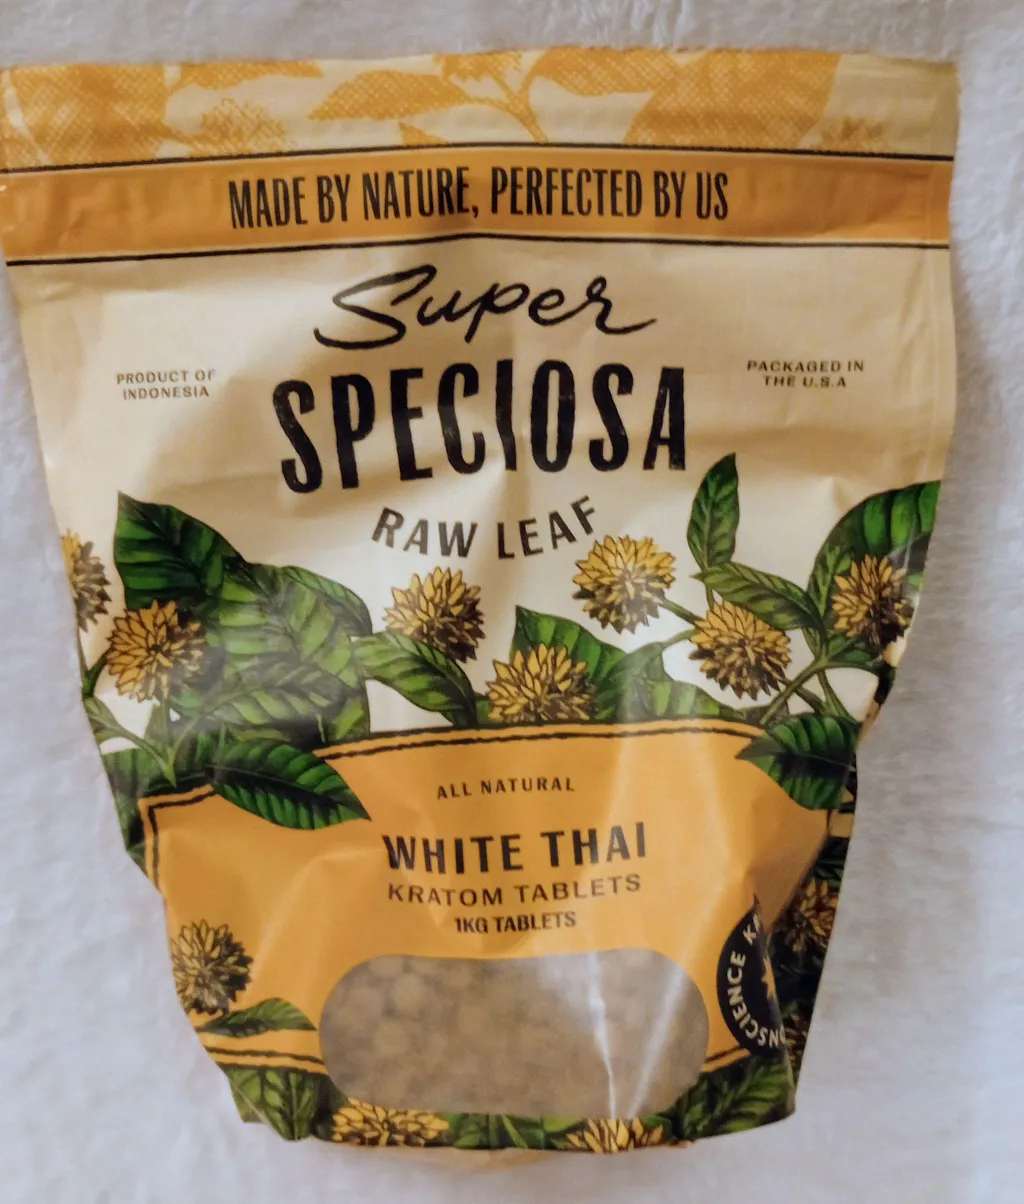 MADE BY NATURE, PERFECTED BY US
Super
SPECIOSA
PRODUCT OF
INDONESIA
PACKAGED IN
THE U.S.A
RAW LEAF
ALL NATURAL
WHITE THAI
KRATOM TABLETS
1KG TABLETS